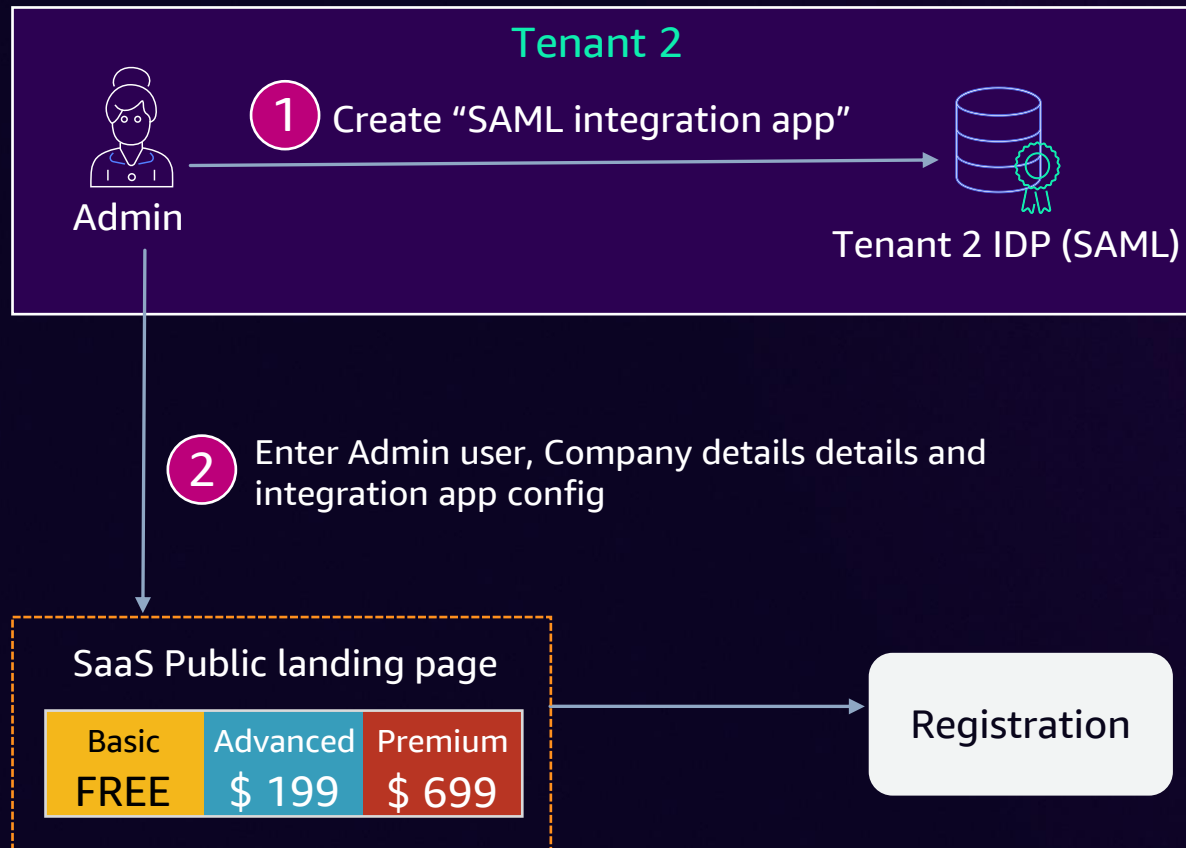 Tenant 2
1 Create “SAML integration app”
Admin
Tenant 2 IDP (SAML)
2 Enter Admin user, Company details details and
integration app config
SaaS Public landing page
Basic Advanced Premium
FREE $ 199 $ 699
Registration